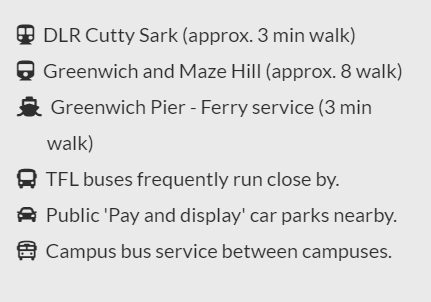 DLR Cutty Sark (approx. 3 min walk)
Greenwich and Maze Hill (approx. 8 walk)
Greenwich Pier - Ferry service (3 min
walk)
TFL buses frequently run close by.
Public 'Pay and display' car parks nearby.
Campus bus service between campuses.